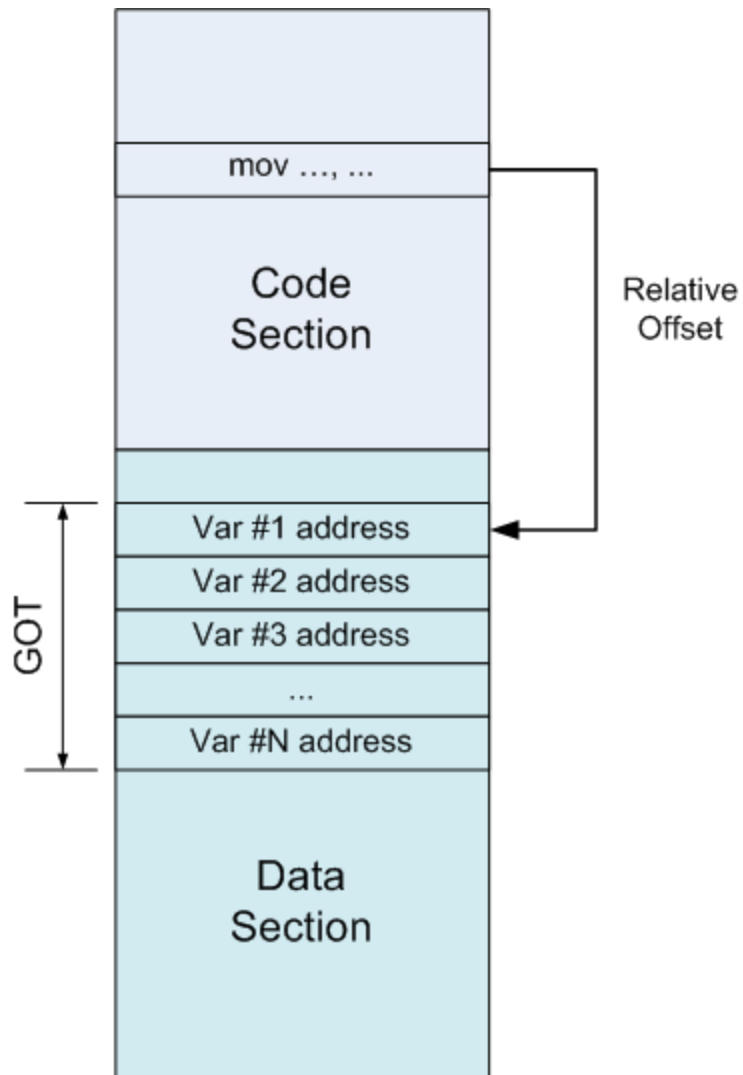 mov ..., ...
Code
Section
Relative
Offset
Var #1 address
Var #2 address
Var #3 address
...
Var #N address
GOT
Data
Section